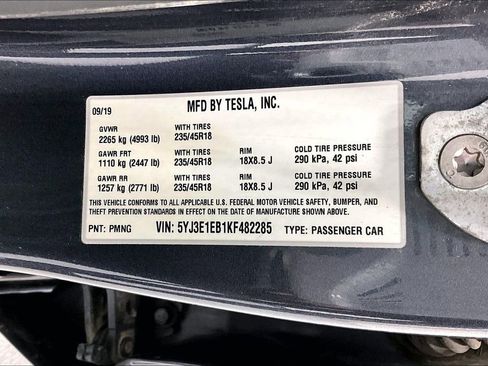 09/19 MFD BY TESLA, INC.
GVWR WITH TIRES
2265 kg (4993 lb) 235/45R18
GAWR FRT WITH TIRES RIM COLD TIRE PRESSURE
1110 kg (2447 lb) 235/45R18 18X8.5 J 290 kPa, 42 psi
GAWR RR WITH TIRES RIM COLD TIRE PRESSURE
1257 kg (2771 lb) 235/45R18 18X8.5 J 290 kPa, 42 psi
THIS VEHICLE CONFORMS TO ALL APPLICABLE U.S. FEDERAL MOTOR VEHICLE SAFETY, BUMPER, AND
THEFT PREVENTION STANDARDS IN EFFECT ON THE DATE OF MANUFACTURE SHOWN ABOVE.
PNT: PMNG VIN: 5YJ3E1EB1KF482285 TYPE: PASSENGER CAR